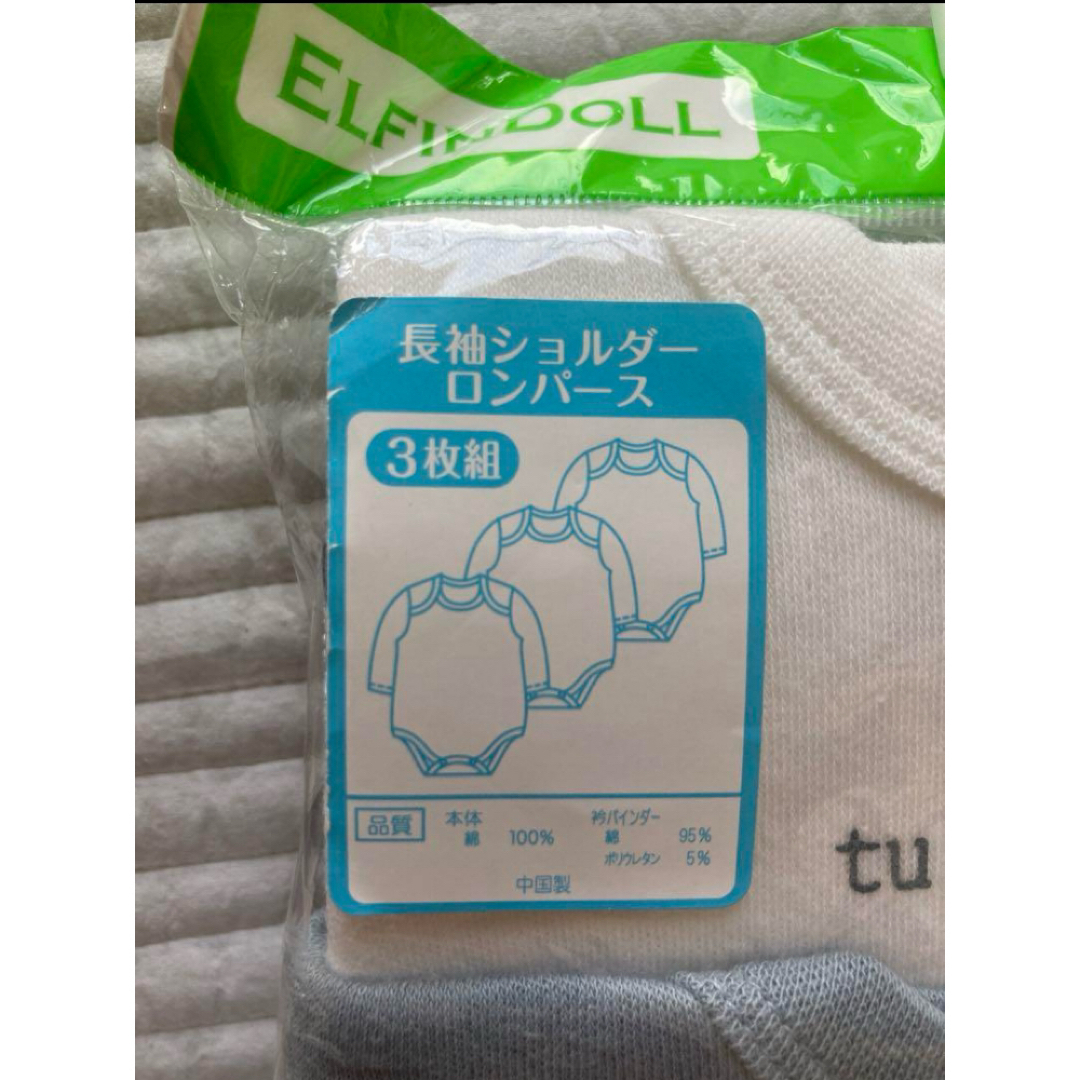 ELFINDOLL
長袖ショルダー
ロンパース
3枚組
品質 本体 衿バインダー
綿 100% 綿 95%
ポリウレタン 5%
中国製
tu